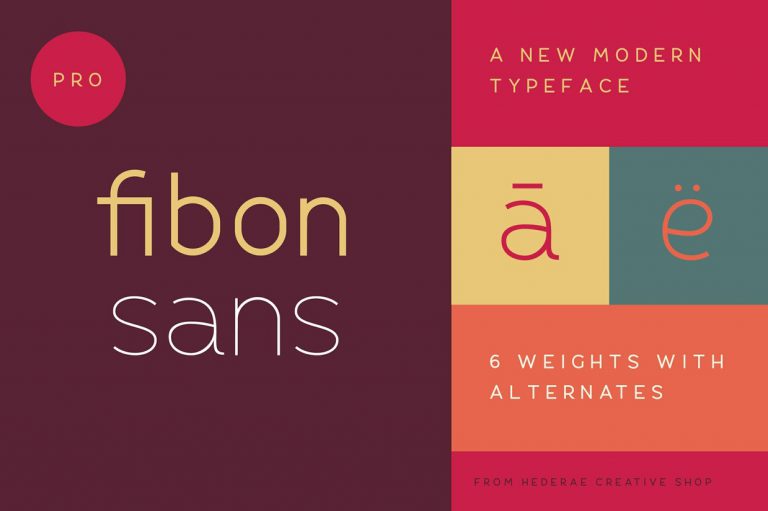 PRO
fibon
sans
A NEW MODERN
TYPEFACE
ā
ë
6 WEIGHTS WITH
ALTERNATES
FROM HEDERAE CREATIVE SHOP